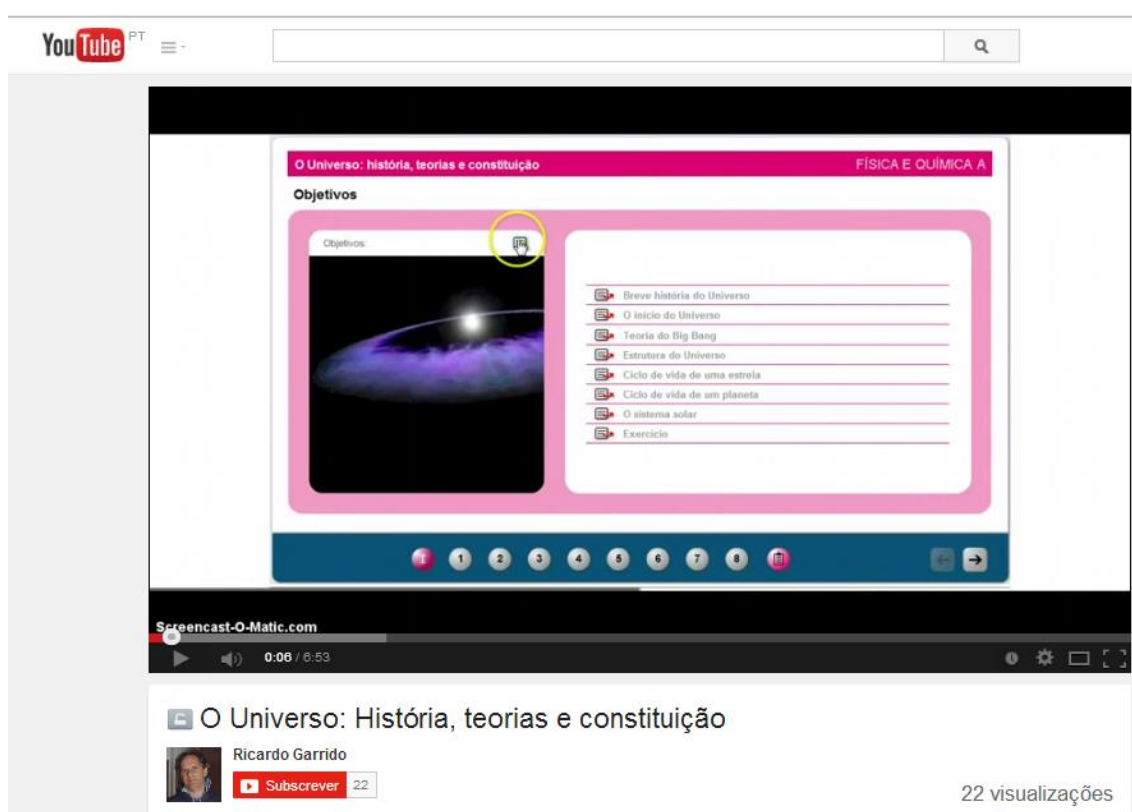 YouTube PT
O Universo: história, teorias e constituição
FÍSICA E QUÍMICA A
Objetivos
Objetivos:
Breve história do Universo
O início do Universo
Teoria do Big Bang
Estrutura do Universo
Ciclo de vida de uma estrela
Ciclo de vida de um planeta
O sistema solar
Exercício
1 2 3 4 5 6 7 8
Screencast-O-Matic.com
0:06 / 6:53
O Universo: História, teorias e constituição
Ricardo Garrido
Subscrever 22
22 visualizações